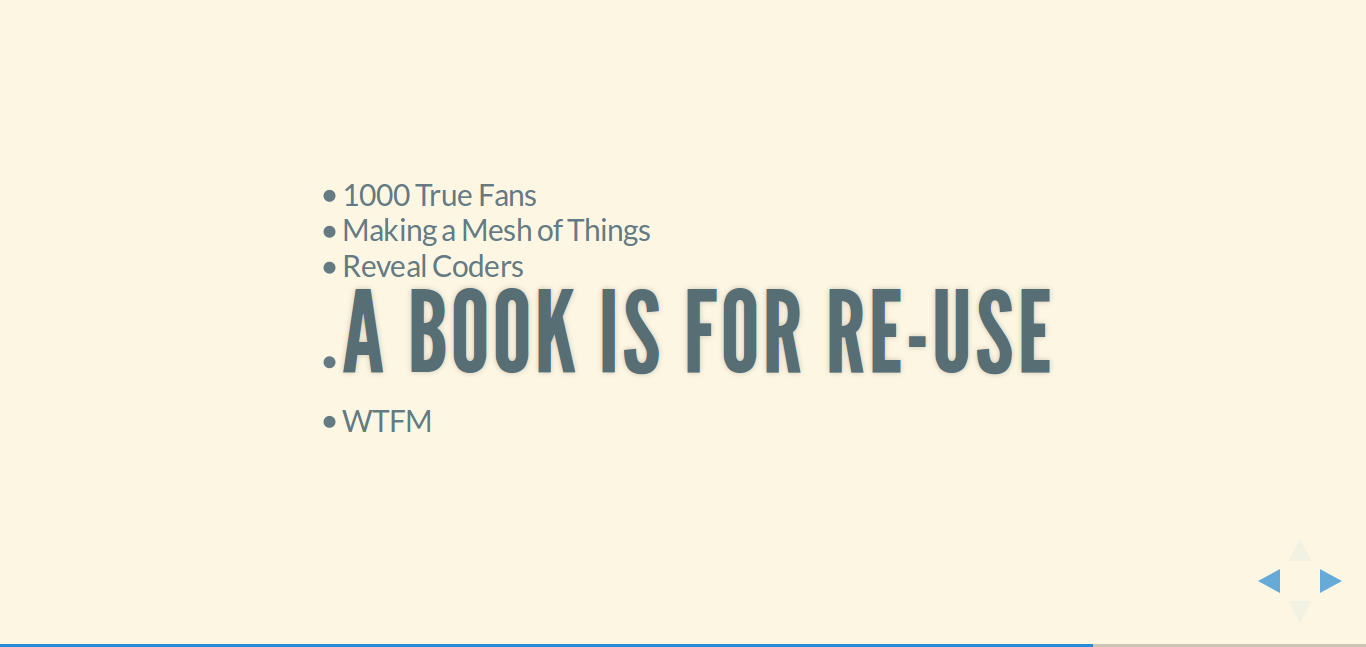 • 1000 True Fans
• Making a Mesh of Things
• Reveal Coders
• A BOOK IS FOR RE-USE
• WTFM